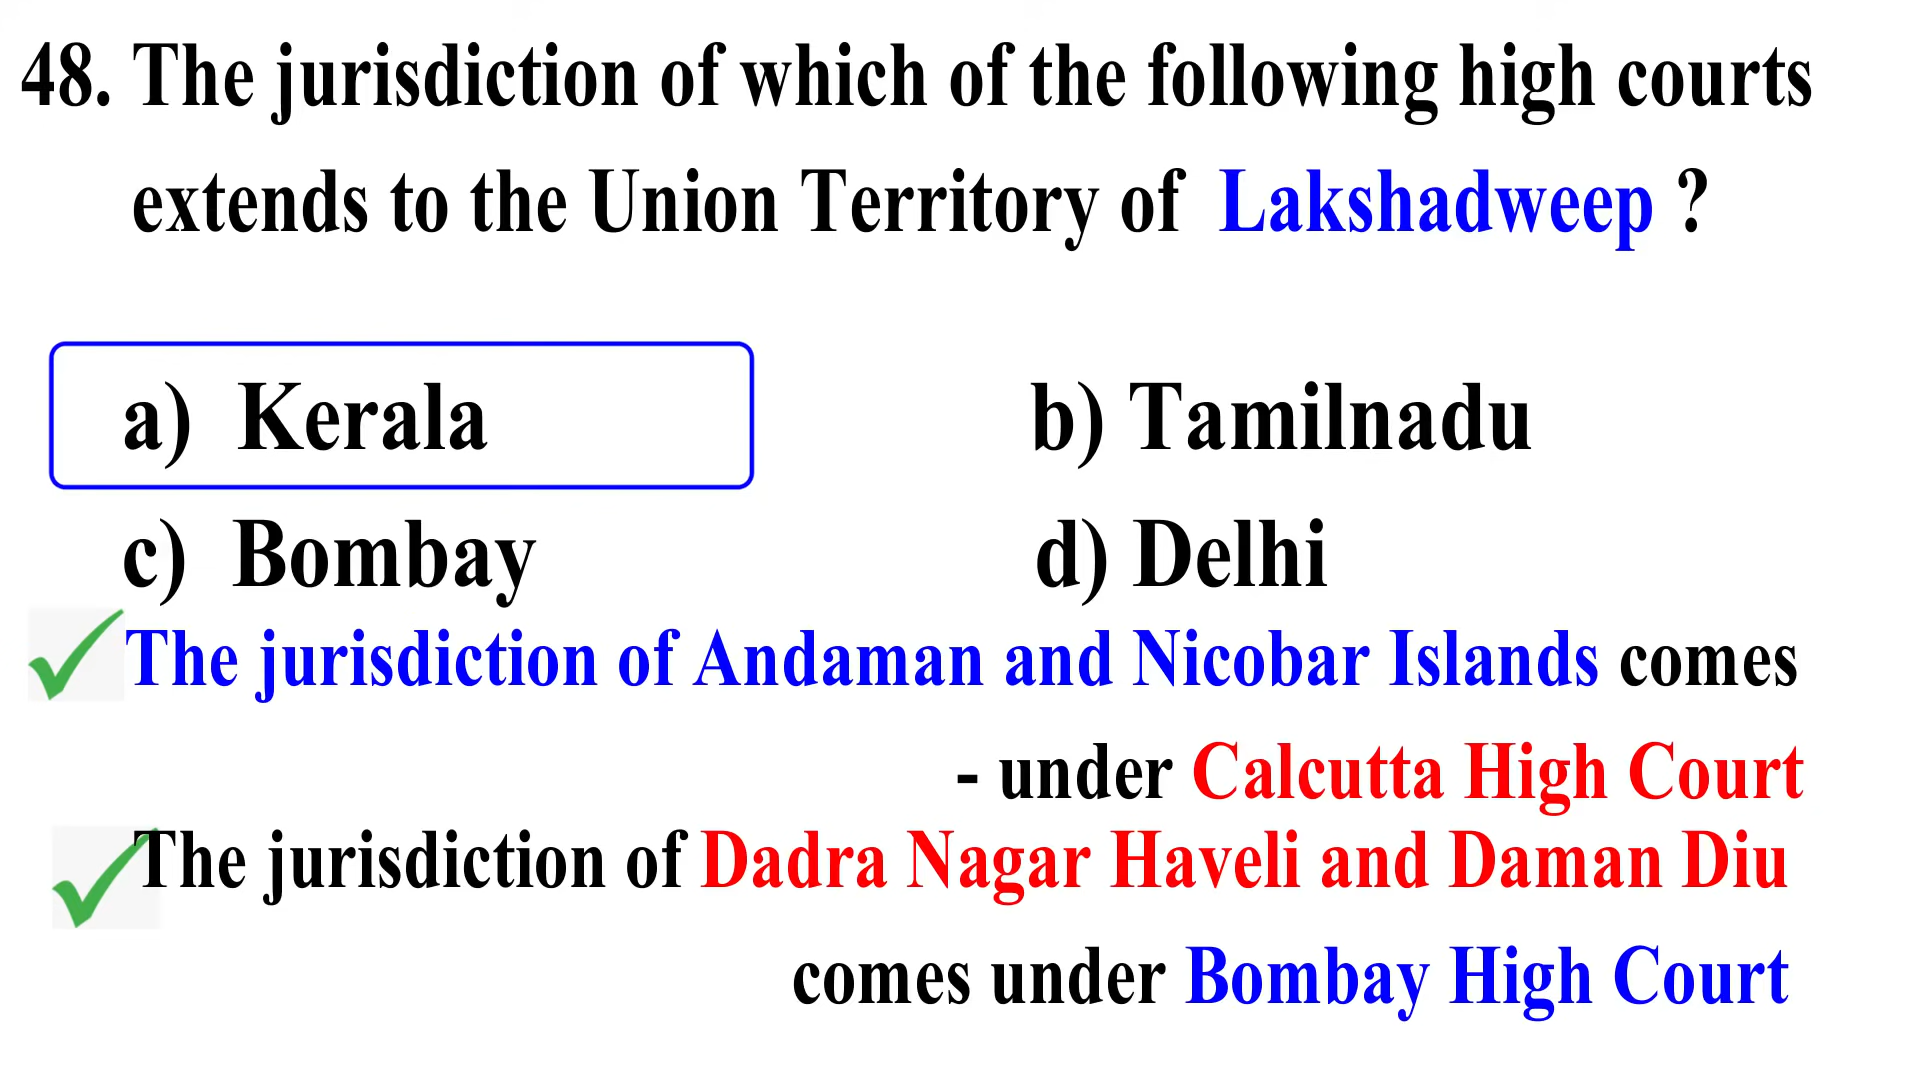 48. The jurisdiction of which of the following high courts
extends to the Union Territory of Lakshadweep ?
a) Kerala
b) Tamilnadu
c) Bombay
d) Delhi
The jurisdiction of Andaman and Nicobar Islands comes
- under Calcutta High Court
The jurisdiction of Dadra Nagar Haveli and Daman Diu
comes under Bombay High Court